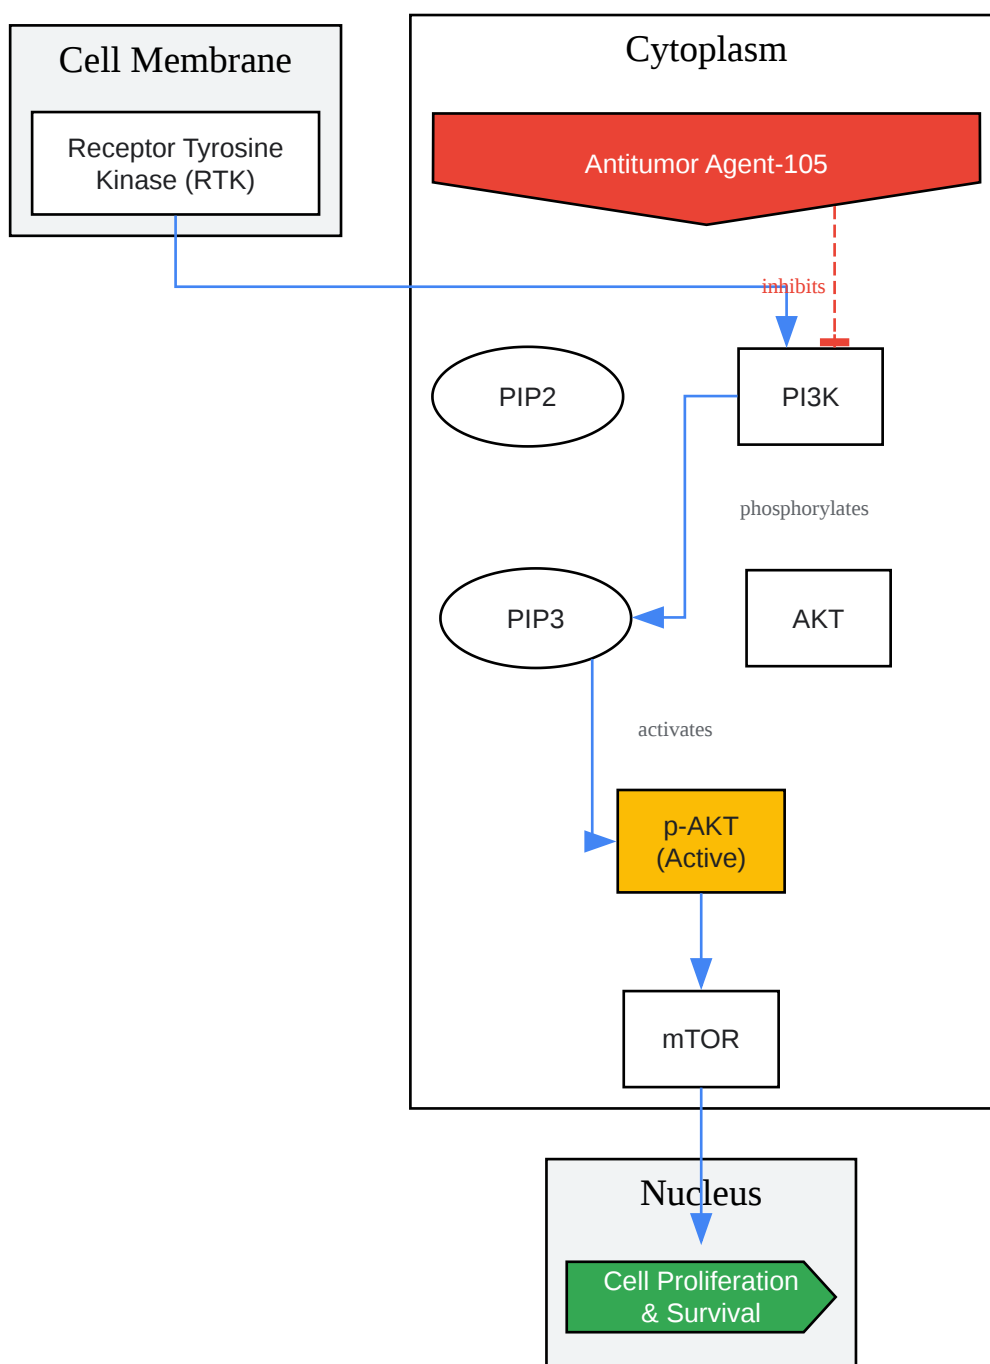 Cell Membrane
Receptor Tyrosine
Kinase (RTK)
Cytoplasm
Antitumor Agent-105
inhibits
PIP2
PI3K
phosphorylates
PIP3
AKT
activates
p-AKT
(Active)
mTOR
Nucleus
Cell Proliferation
& Survival